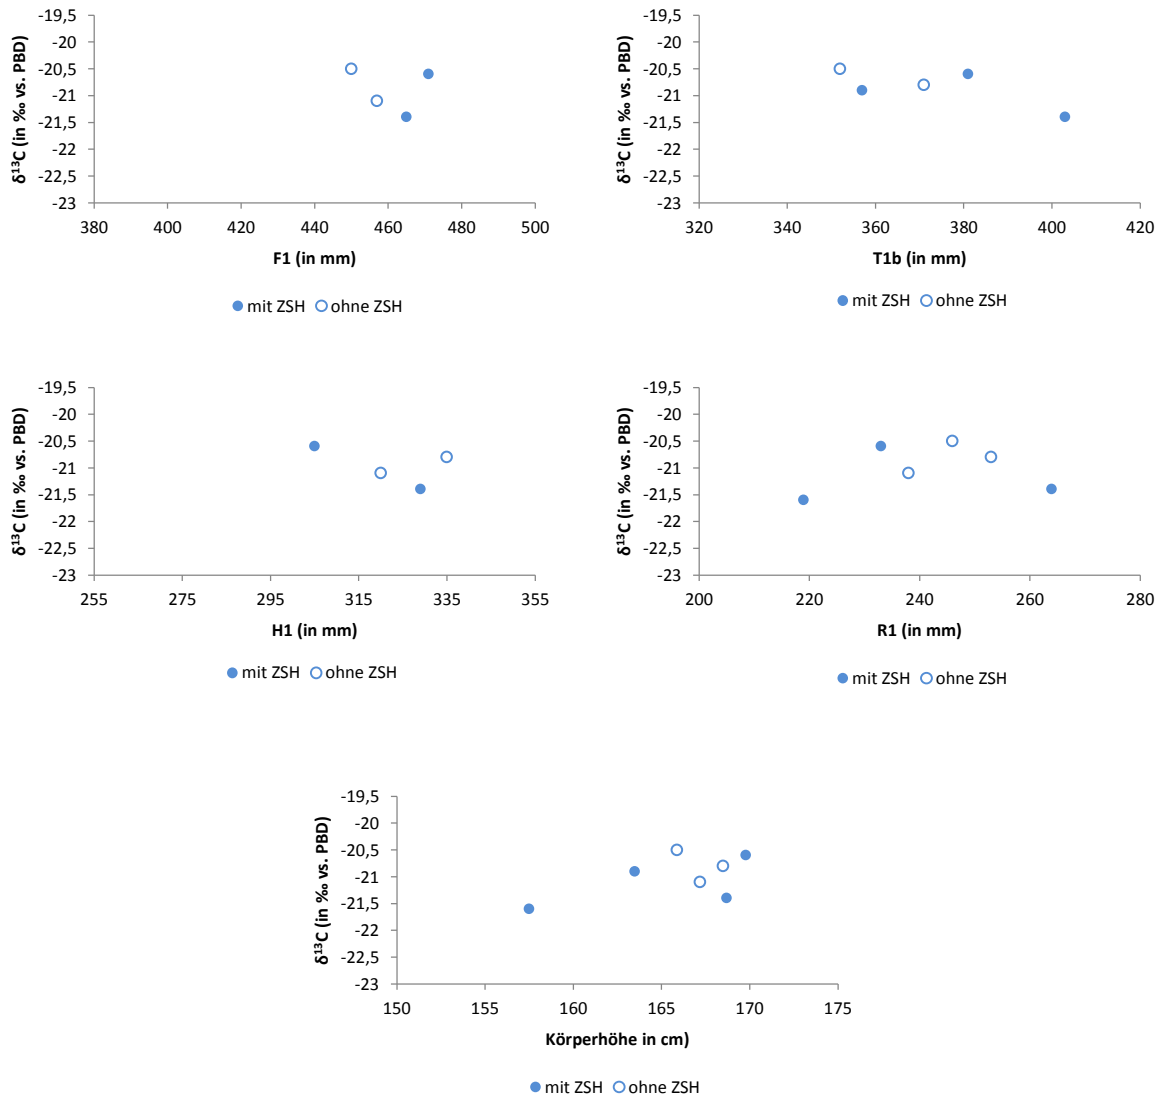 -19,5
-20
-20,5
-21
-21,5
-22
-22,5
-23
δ¹³C (in ‰ vs. PBD)
380 400 420 440 460 480 500
F1 (in mm)
mit ZSH ohne ZSH
-19,5
-20
-20,5
-21
-21,5
-22
-22,5
-23
δ¹³C (in ‰ vs. PBD)
320 340 360 380 400 420
T1b (in mm)
mit ZSH ohne ZSH
-19,5
-20
-20,5
-21
-21,5
-22
-22,5
-23
δ¹³C (in ‰ vs. PBD)
255 275 295 315 335 355
H1 (in mm)
mit ZSH ohne ZSH
-19,5
-20
-20,5
-21
-21,5
-22
-22,5
-23
δ¹³C (in ‰ vs. PBD)
200 220 240 260 280
R1 (in mm)
mit ZSH ohne ZSH
-19,5
-20
-20,5
-21
-21,5
-22
-22,5
-23
δ¹³C (in ‰ vs. PBD)
150 155 160 165 170 175
Körperhöhe in cm)
mit ZSH ohne ZSH